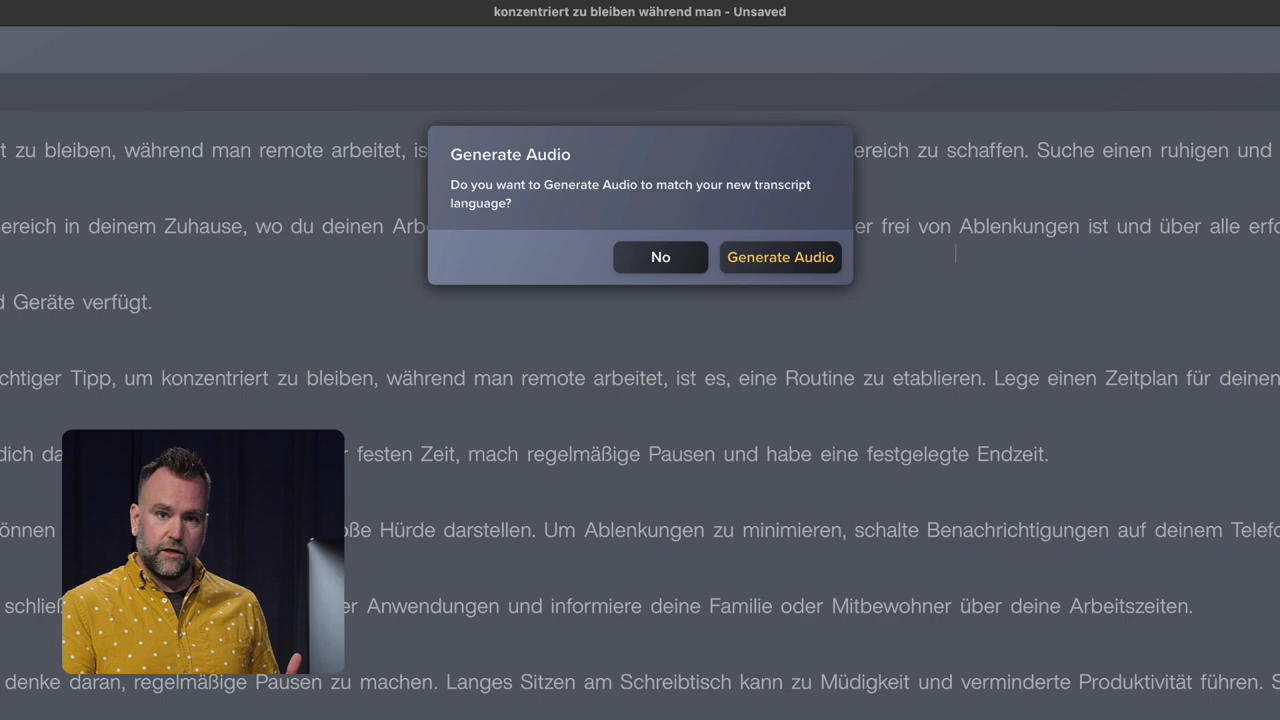 konzentriert zu bleiben während man - Unsaved
t zu bleiben, während man remote arbeitet, is
ereich zu schaffen. Suche einen ruhigen und
Generate Audio
Do you want to Generate Audio to match your new transcript
language?
No
Generate Audio
ereich in deinem Zuhause, wo du deinen Arb
er frei von Ablenkungen ist und über alle erfo
d Geräte verfügt.
chtiger Tipp, um konzentriert zu bleiben, während man remote arbeitet, ist es, eine Routine zu etablieren. Lege einen Zeitplan für deinen
dich da
r festen Zeit, mach regelmäßige Pausen und habe eine festgelegte Endzeit.
önnen
oße Hürde darstellen. Um Ablenkungen zu minimieren, schalte Benachrichtigungen auf deinem Telefo
schließ
er Anwendungen und informiere deine Familie oder Mitbewohner über deine Arbeitszeiten.
denke daran, regelmäßige Pausen zu machen. Langes Sitzen am Schreibtisch kann zu Müdigkeit und verminderte Produktivität führen. S